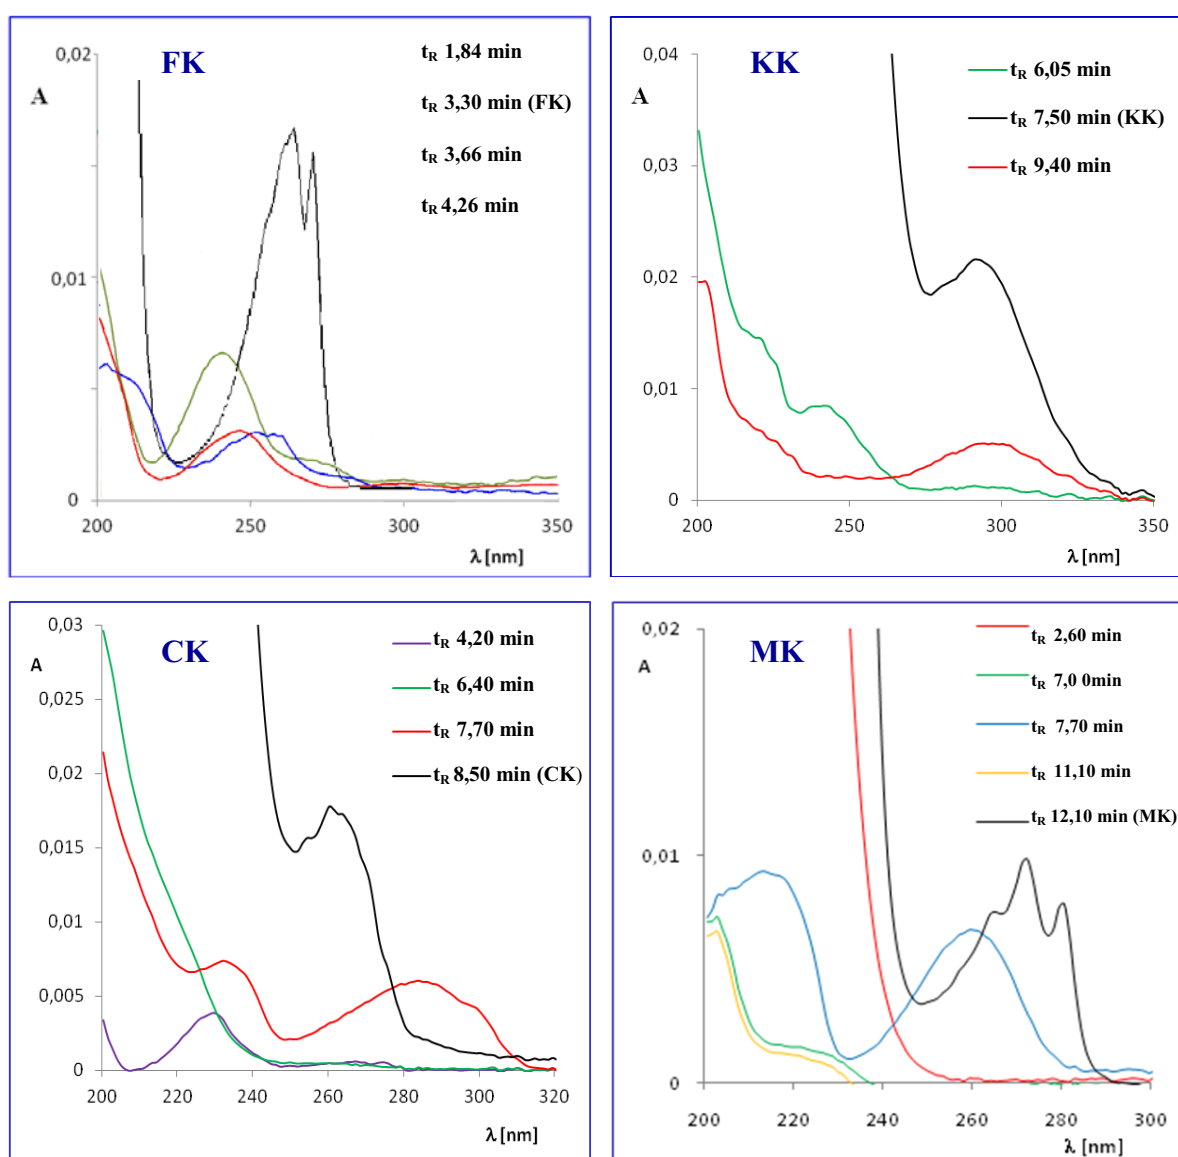 FK
0,02
A
0,01
0
200 250 300 350
λ [nm]
tR 1,84 min
tR 3,30 min (FK)
tR 3,66 min
tR 4,26 min
KK
0,04
A
0,03
0,02
0,01
0
200 250 300 350
λ [nm]
tR 6,05 min
tR 7,50 min (KK)
tR 9,40 min
CK
0,03
A
0,025
0,02
0,015
0,01
0,005
0
200 220 240 260 280 300 320
λ [nm]
tR 4,20 min
tR 6,40 min
tR 7,70 min
tR 8,50 min (CK)
MK
0,02
A
0,01
0
200 220 240 260 280 300
λ [nm]
tR 2,60 min
tR 7,0 0min
tR 7,70 min
tR 11,10 min
tR 12,10 min (MK)